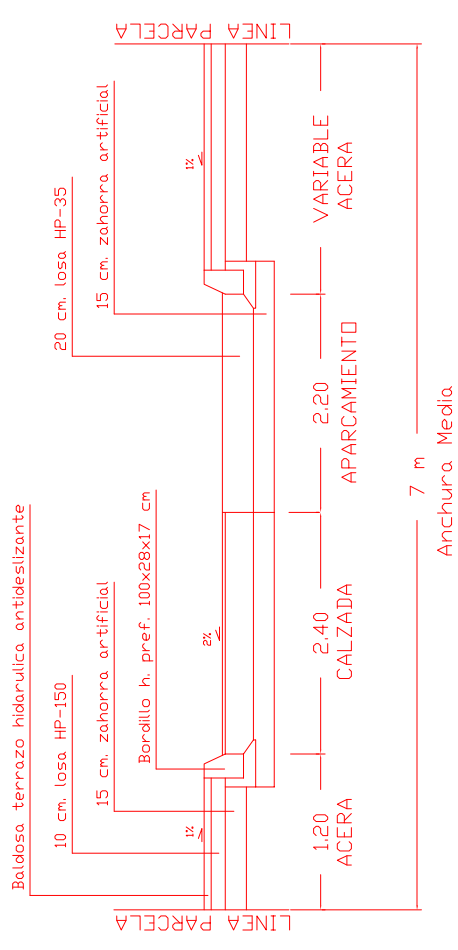 Baldosa terrazo hidarulica antideslizante
10 cm. losa HP-150
15 cm. zahorra artificial
Bordillo h. pref. 100x28x17 cm
20 cm. losa HP-35
15 cm. zahorra artificial
LINEA PARCELA
1%
2%
1%
LINEA PARCELA
1.20
ACERA
2.40
CALZADA
2.20
APARCAMIENTO
VARIABLE
ACERA
7 m
Anchura Media